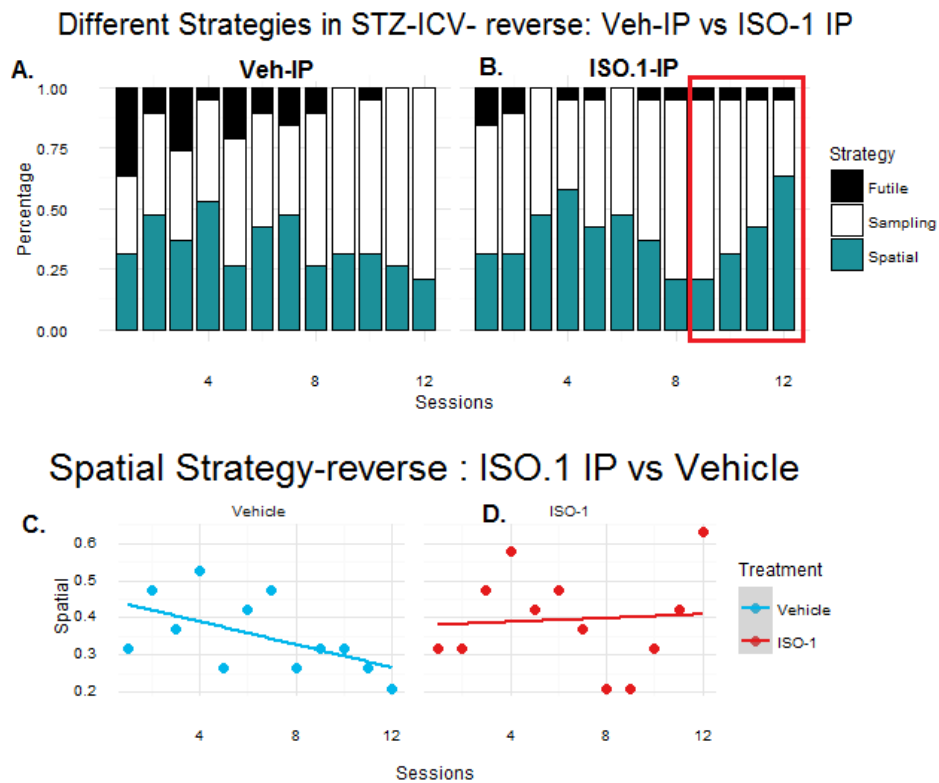 Different Strategies in STZ-ICV- reverse: Veh-IP vs ISO-1 IP
A. Veh-IP B. ISO.1-IP
1.00
0.75
0.50
0.25
0.00
Percentage
4 8 12 4 8 12
Sessions
Strategy
Futile
Sampling
Spatial
Spatial Strategy-reverse : ISO.1 IP vs Vehicle
C. Vehicle D. ISO-1
0.6
0.5
0.4
0.3
0.2
Spatial
4 8 12 4 8 12
Sessions
Treatment
Vehicle
ISO-1